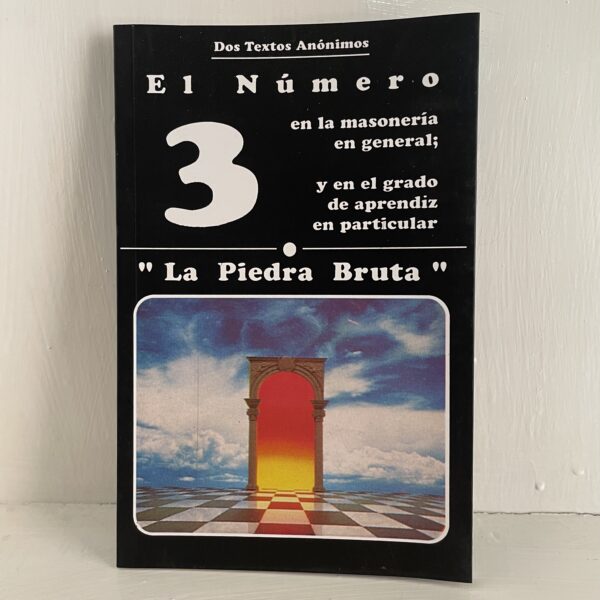 Dos Textos Anónimos
El Número
3
en la masonería
en general;
y en el grado
de aprendiz
en particular
" La Piedra Bruta "